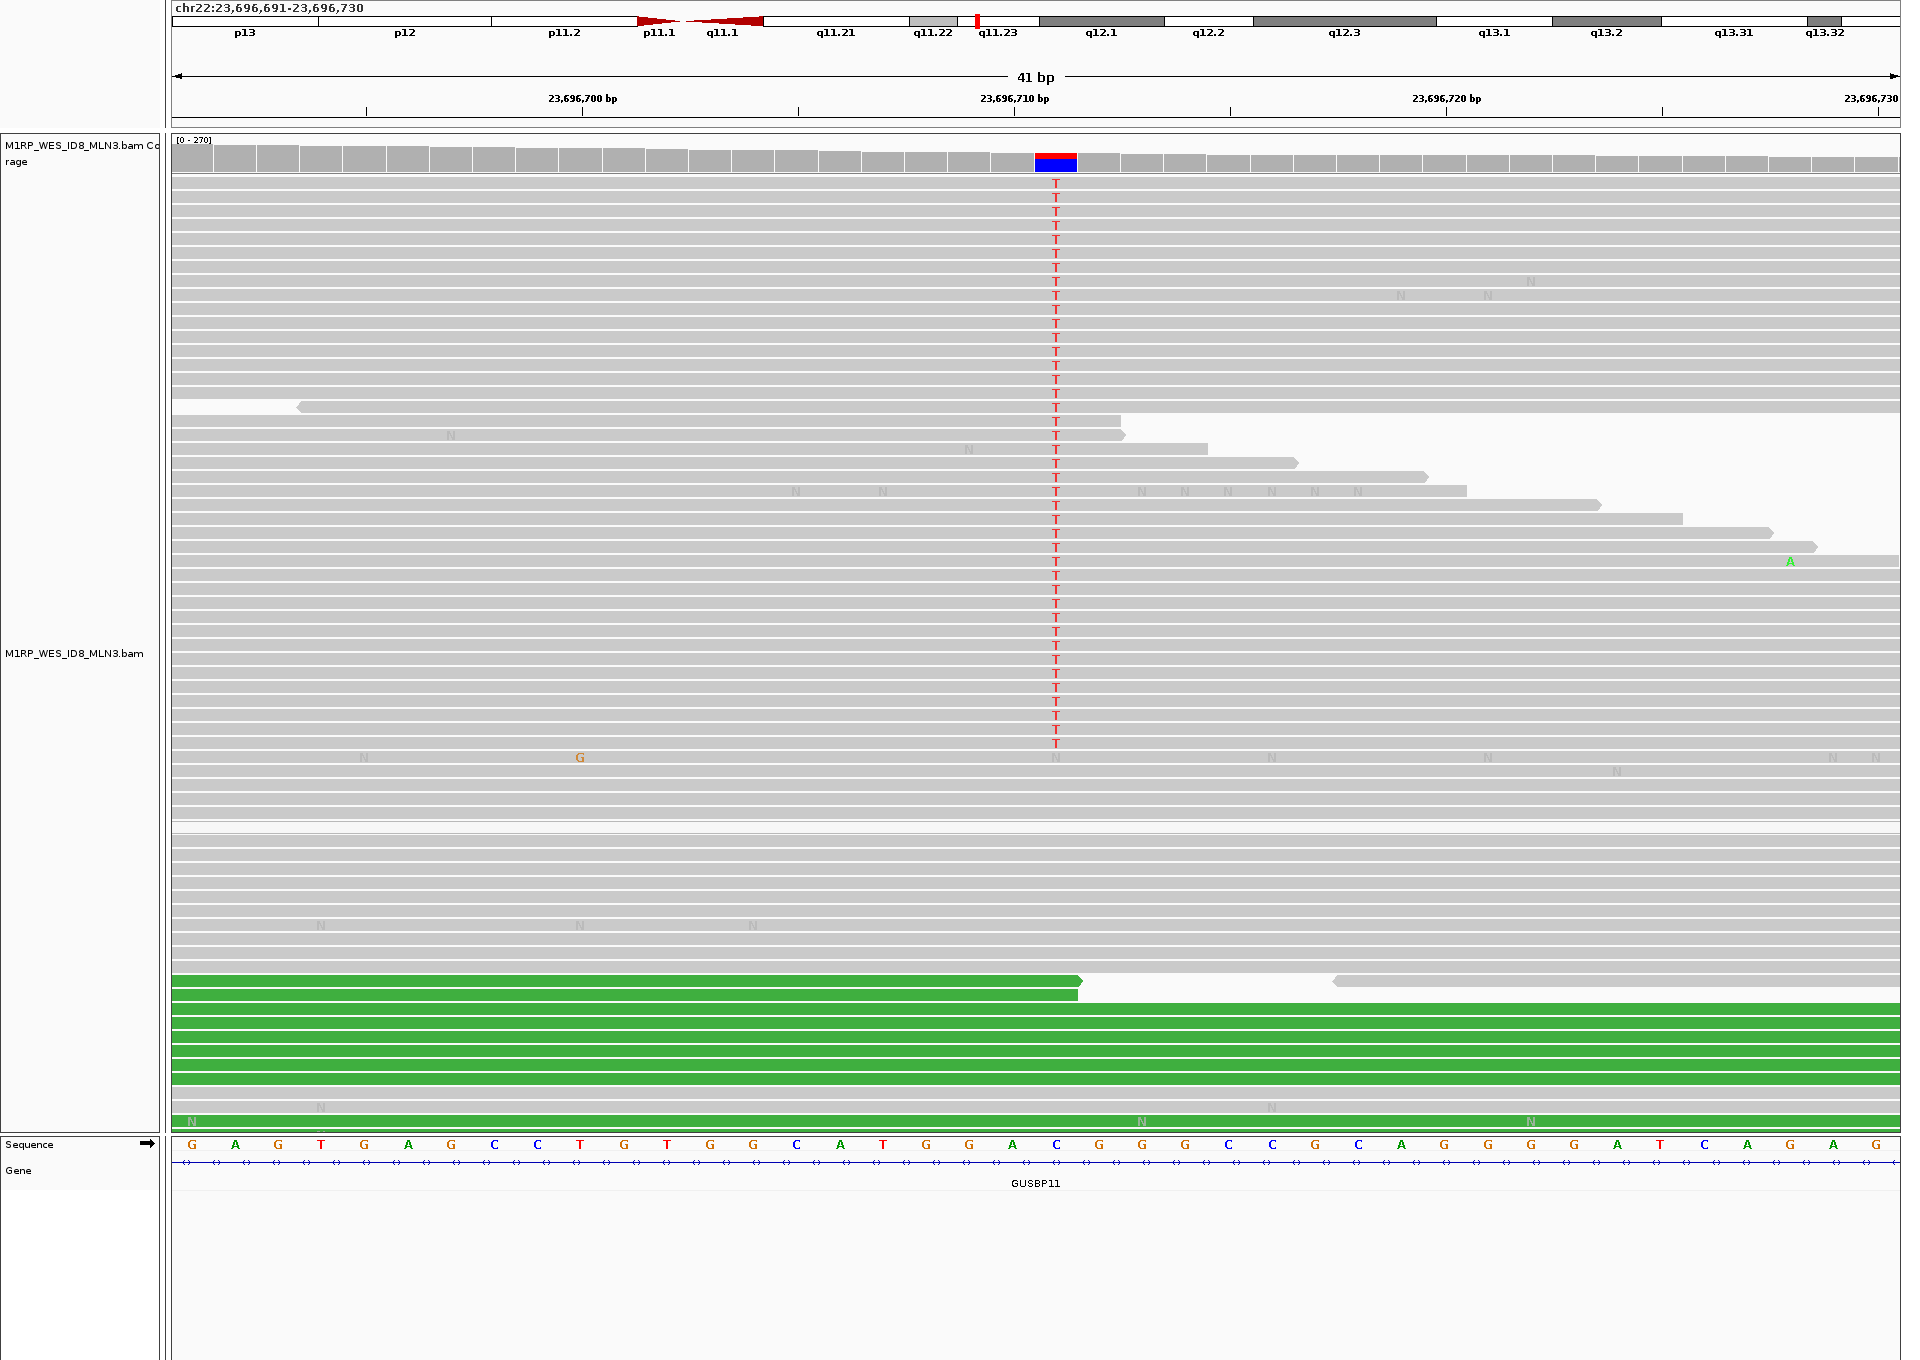 chr22:23,696,691-23,696,730
p13 p12 p11.2 p11.1 q11.1 q11.21 q11.22 q11.23 q12.1 q12.2 q12.3 q13.1 q13.2 q13.31 q13.32
41 bp
23,696,700 bp 23,696,710 bp 23,696,720 bp 23,696,730
[0 - 270]
M1RP_WES_ID8_MLN3.bam Co
rage
T
T
T
T
T
T
T
T N
T N N
T
T
T
T
T
T
T
T
T
N T
N T
T
T
N N T N N N N N N
T
T
T
T
T A
T
T
T
T
T
T
M1RP_WES_ID8_MLN3.bam
T
T
T
T
T
T
T
N G N N N N N
N
N N N
N N
N N N
Sequence G A G T G A G C C T G T G G C A T G G A C G G G C C G C A G G G G A T C A G A G
Gene
GUSBP11